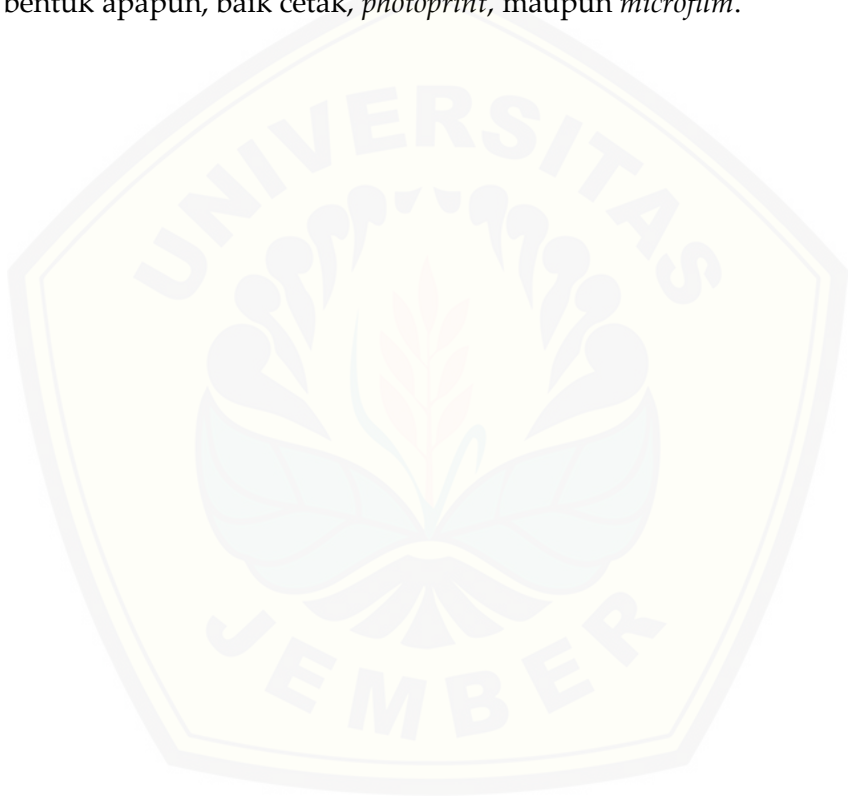 bentuk apapun, baik cetak, photoprint, maupun microfilm.
UNIVERSITAS
JEMBER